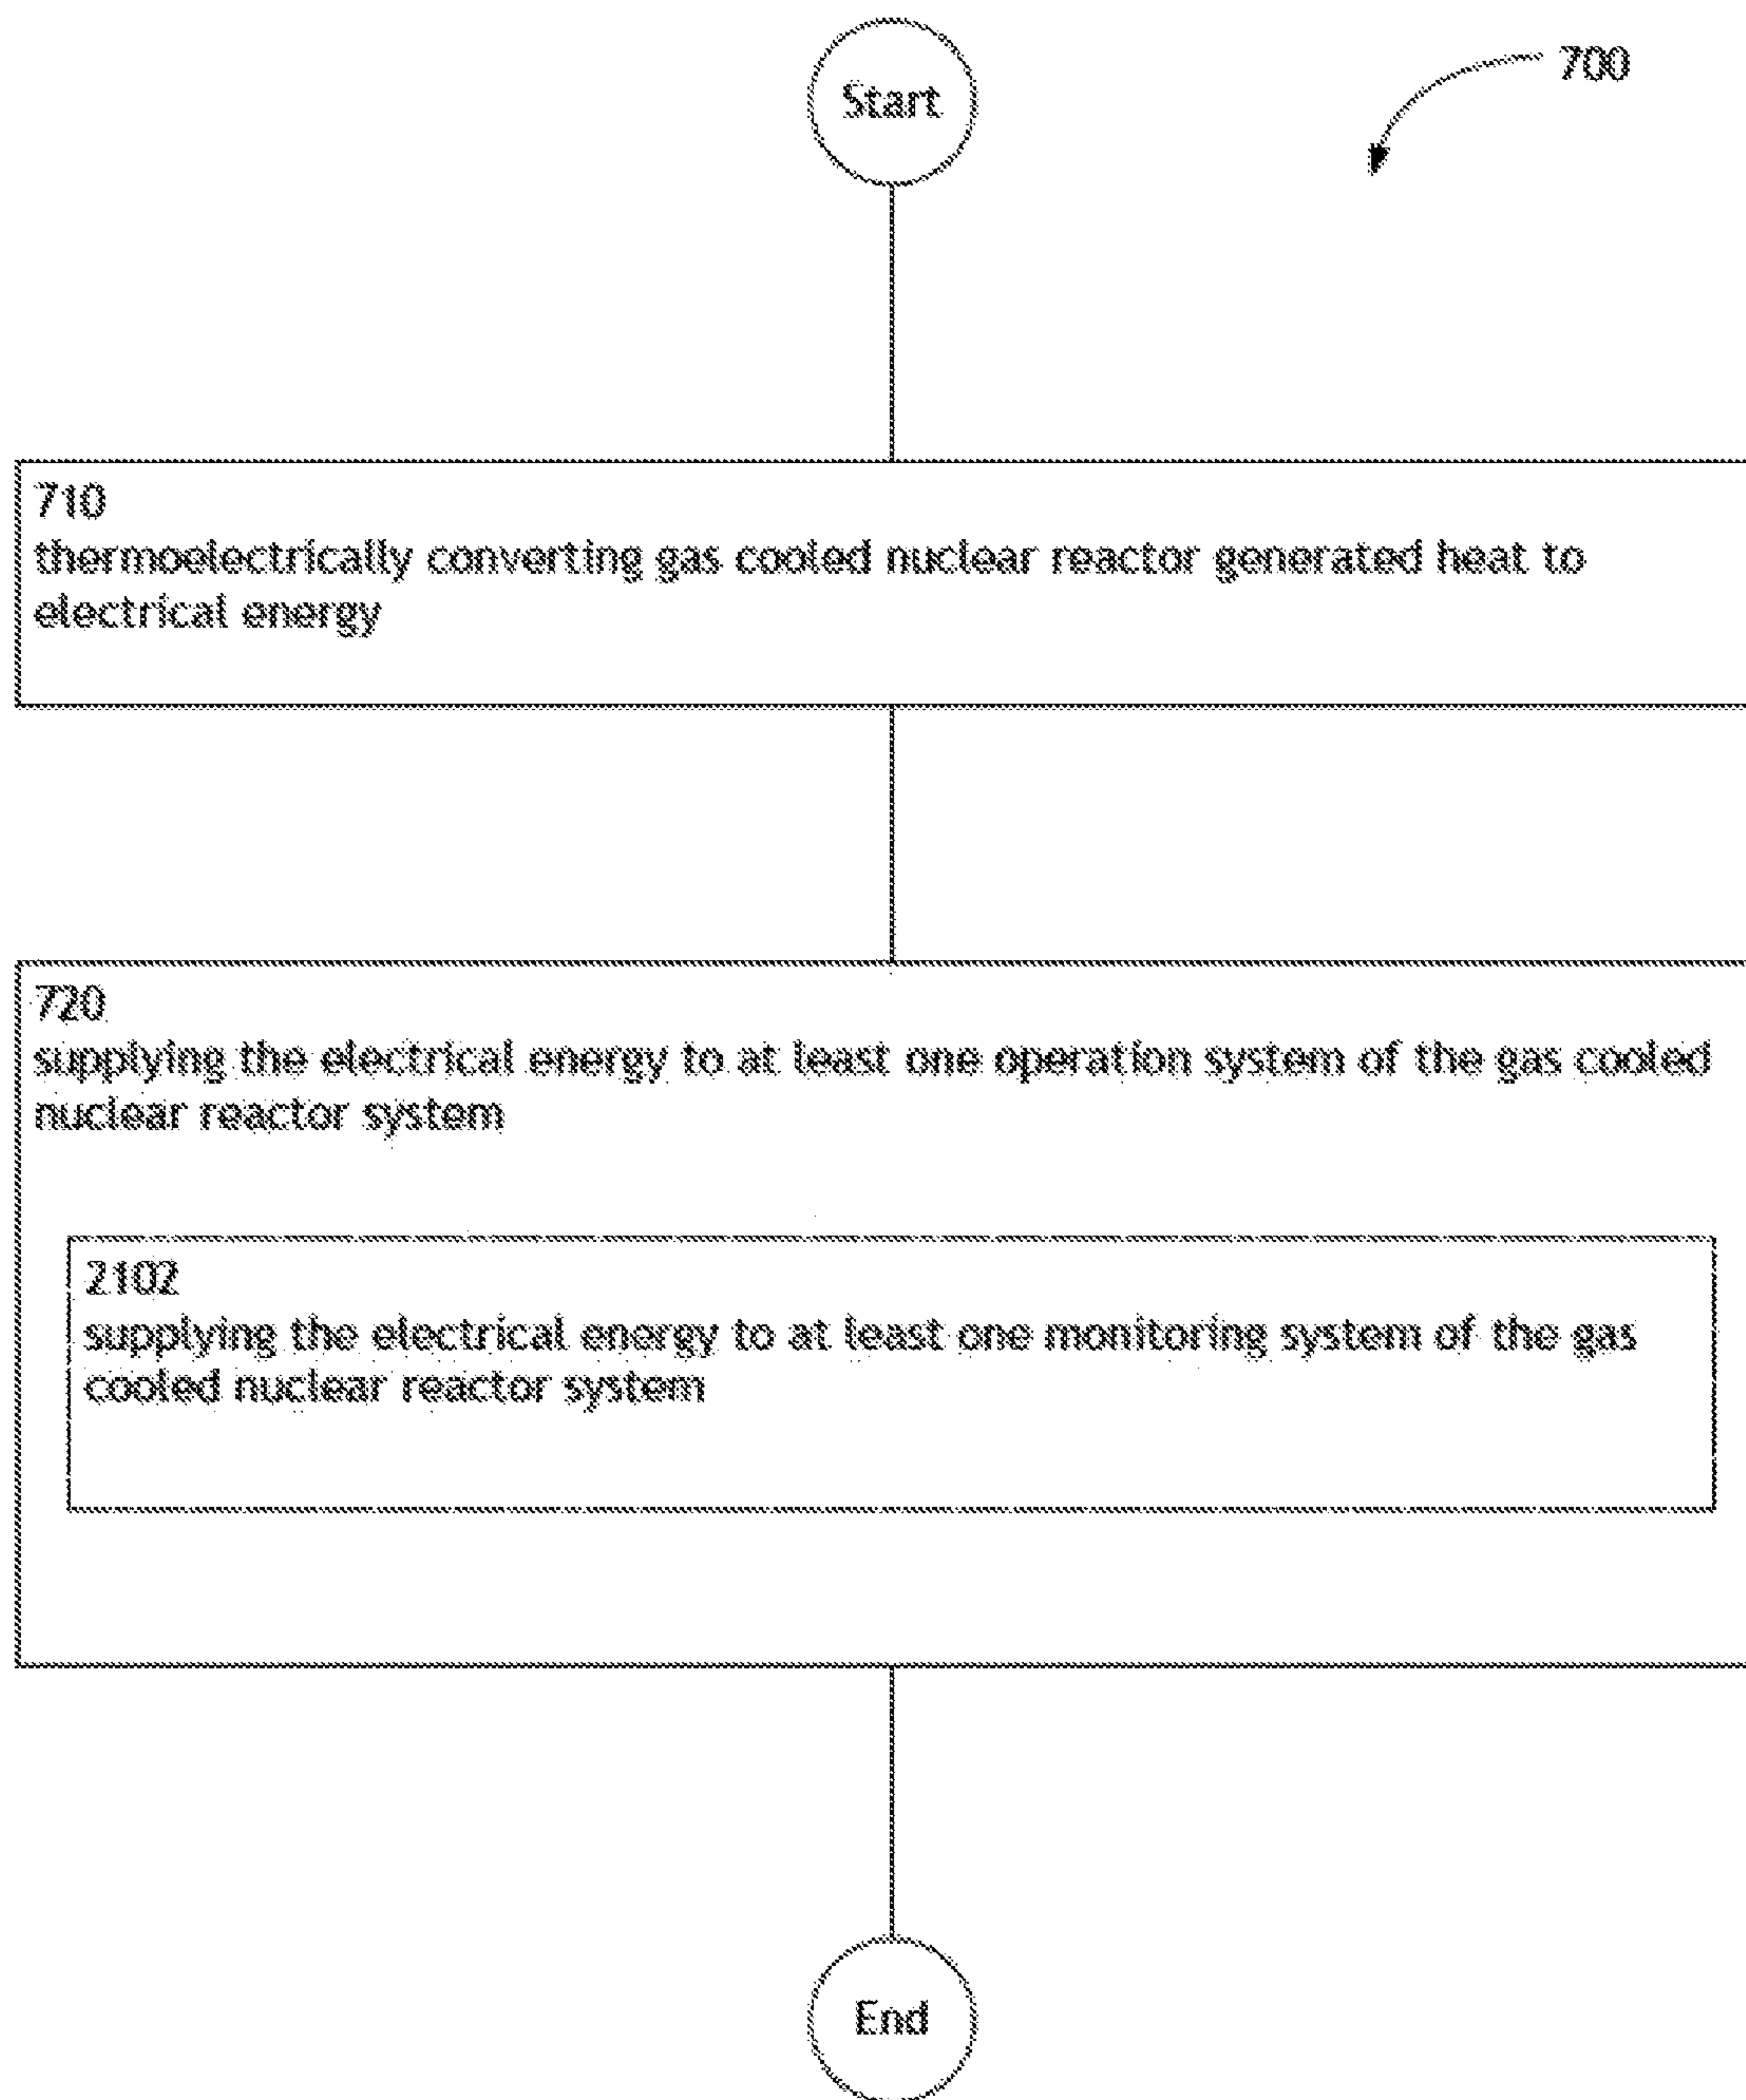 Start
700
710
thermoelectrically converting gas cooled nuclear reactor generated heat to
electrical energy
720
supplying the electrical energy to at least one operation system of the gas cooled
nuclear reactor system
2102
supplying the electrical energy to at least one monitoring system of the gas
cooled nuclear reactor system
End